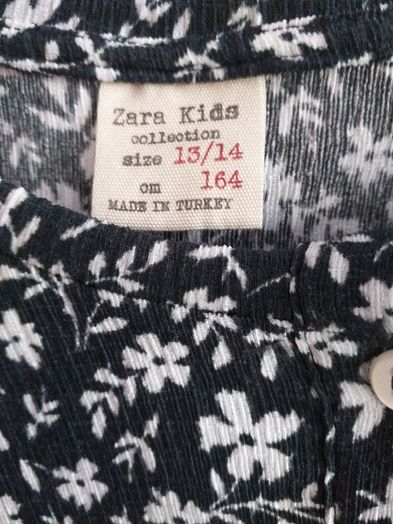 Zara Kids
collection
size 13/14
cm 164
MADE IN TURKEY